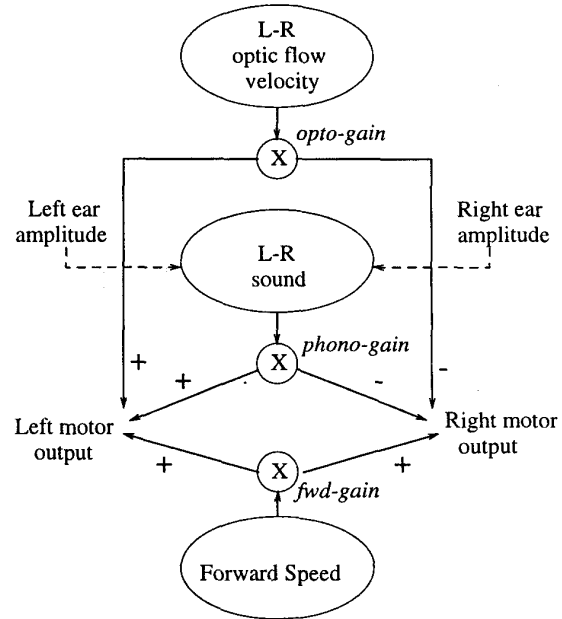 L-R
optic flow
velocity
X
opto-gain
Left ear
amplitude
Right ear
amplitude
L-R
sound
X
phono-gain
+
+
-
-
Left motor
output
Right motor
output
+
+
X
fwd-gain
Forward Speed